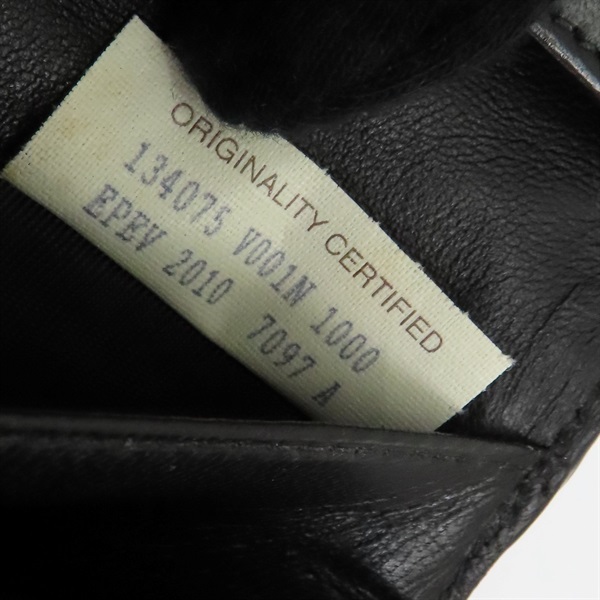 ORIGINALITY CERTIFIED
134075 V001N 1000
EPEV 2010 7097 A